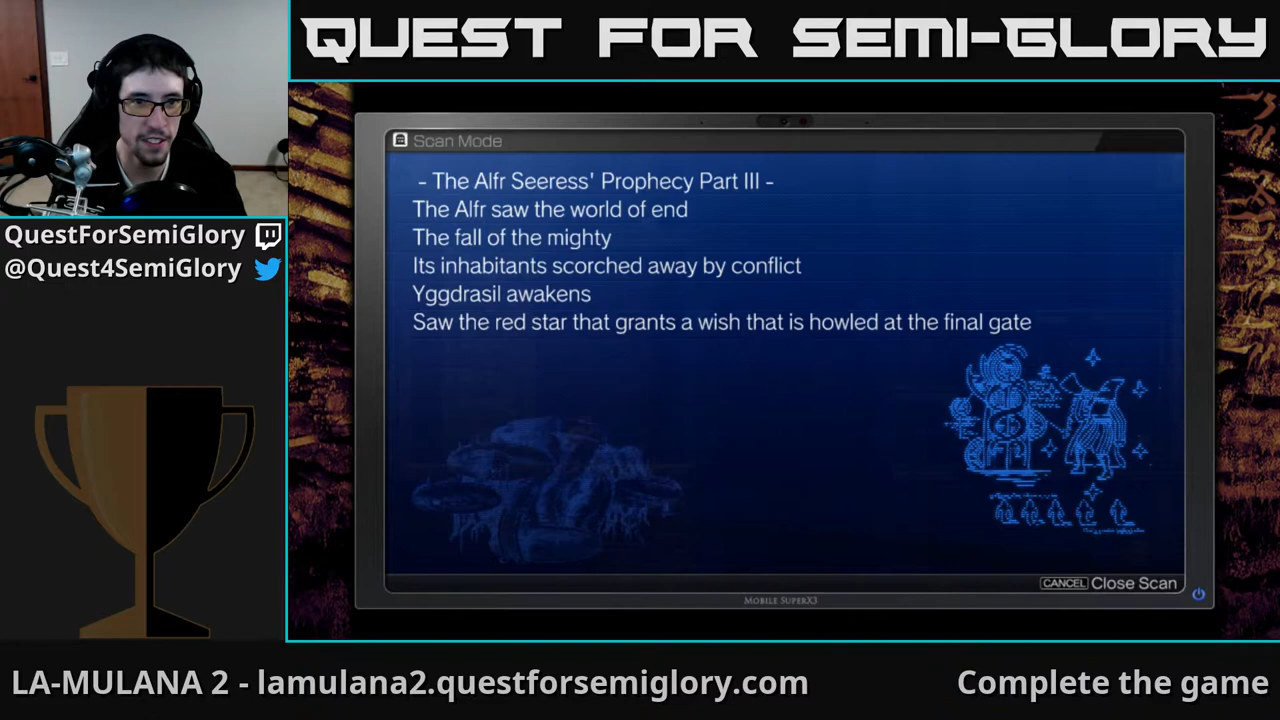 QUEST FOR SEMI-GLORY
QuestForSemiGlory
@Quest4SemiGlory
Scan Mode
- The Alfr Seeress' Prophecy Part III -
The Alfr saw the world of end
The fall of the mighty
Its inhabitants scorched away by conflict
Yggdrasil awakens
Saw the red star that grants a wish that is howled at the final gate
CANCEL Close Scan
MOBILE SUPERX3
LA-MULANA 2 - lamulana2.questforsemiglory.com
Complete the game